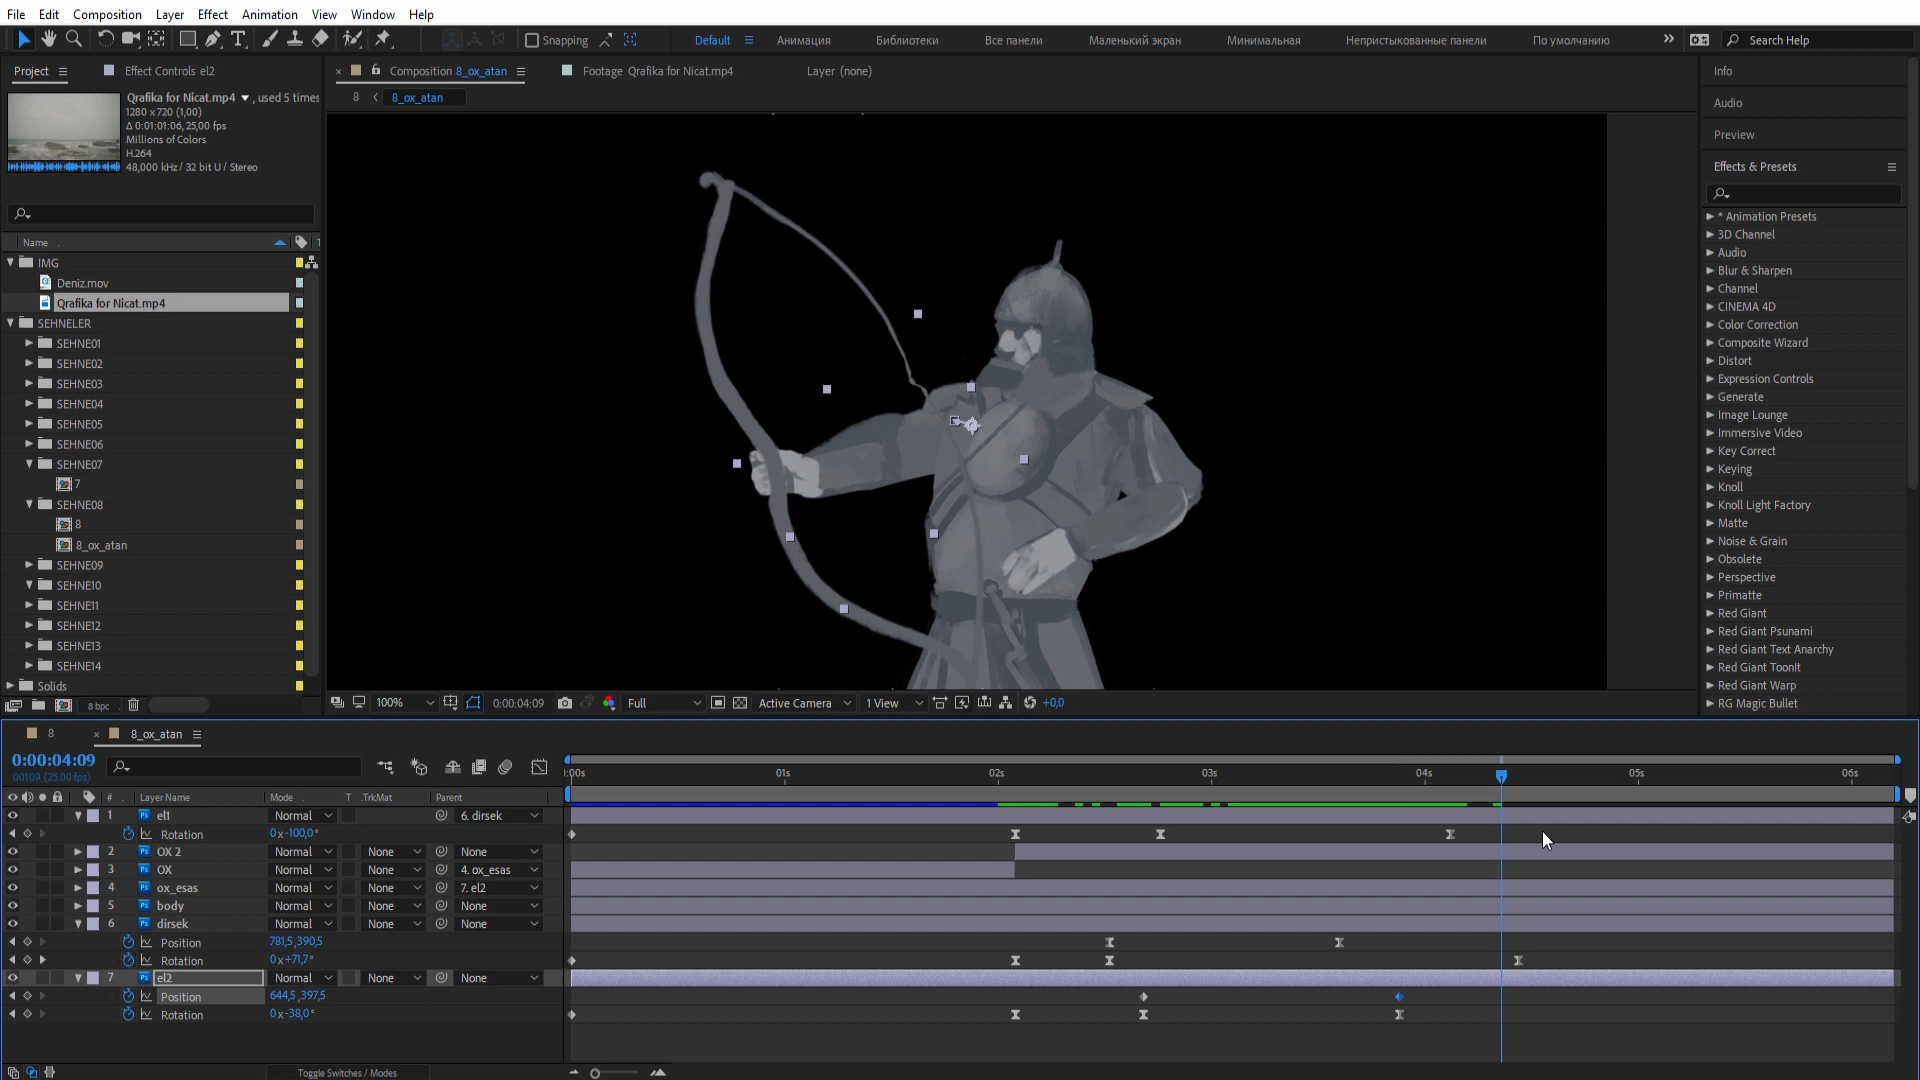 File Edit Composition Layer Effect Animation View Window Help
Snapping Default Анимация Библиотеки Все панели Маленький экран Минимальная Непристыкованные панели По умолчанию Search Help
Project Effect Controls el2
Composition 8_ox_atan Footage Qrafika for Nicat.mp4 Layer (none)
8 8_ox_atan
Qrafika for Nicat.mp4 , used 5 times
1280 x 720 (1,00)
Δ 0:01:01:06, 25,00 fps
Millions of Colors
H.264
48,000 kHz / 32 bit U / Stereo
Name
IMG
Deniz.mov
Qrafika for Nicat.mp4
SEHNELER
SEHNE01
SEHNE02
SEHNE03
SEHNE04
SEHNE05
SEHNE06
SEHNE07
7
SEHNE08
8
8_ox_atan
SEHNE09
SEHNE10
SEHNE11
SEHNE12
SEHNE13
SEHNE14
Solids
8 bpc
100% 0:00:04:09 Full Active Camera 1 View +0,0
Info
Audio
Preview
Effects & Presets
* Animation Presets
3D Channel
Audio
Blur & Sharpen
Channel
CINEMA 4D
Color Correction
Composite Wizard
Distort
Expression Controls
Generate
Image Lounge
Immersive Video
Key Correct
Keying
Knoll
Knoll Light Factory
Matte
Noise & Grain
Obsolete
Perspective
Primatte
Red Giant
Red Giant Psunami
Red Giant Text Anarchy
Red Giant ToonIt
Red Giant Warp
RG Magic Bullet
8 8_ox_atan
0:00:04:09
00109 (25.00 fps)
:00s 01s 02s 03s 04s 05s 06s
# Layer Name Mode T .TrkMat Parent
1 el1 Normal 6. dirsek
Rotation 0x-100,0°
2 OX 2 Normal None None
3 OX Normal None 4. ox_esas
4 ox_esas Normal None 7. el2
5 body Normal None None
6 dirsek Normal None None
Position 781,5,390,5
Rotation 0x+71,7°
7 el2 Normal None None
Position 644,5,397,5
Rotation 0x-38,0°
Toggle Switches / Modes